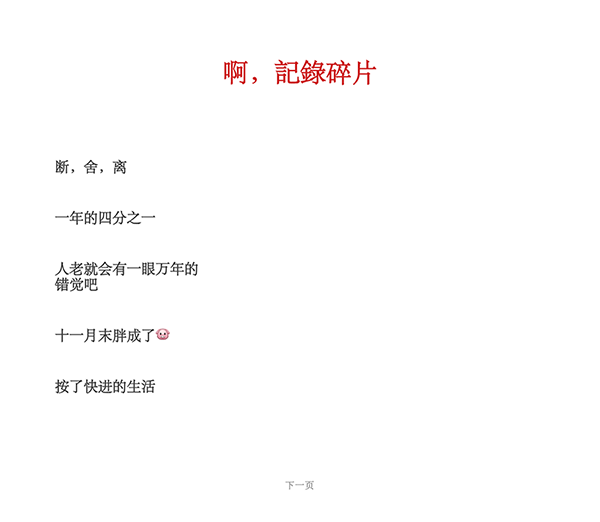 啊，記錄碎片
断，舍，离
一年的四分之一
人老就会有一眼万年的
错觉吧
十一月末胖成了🐷
按了快进的生活
下一页